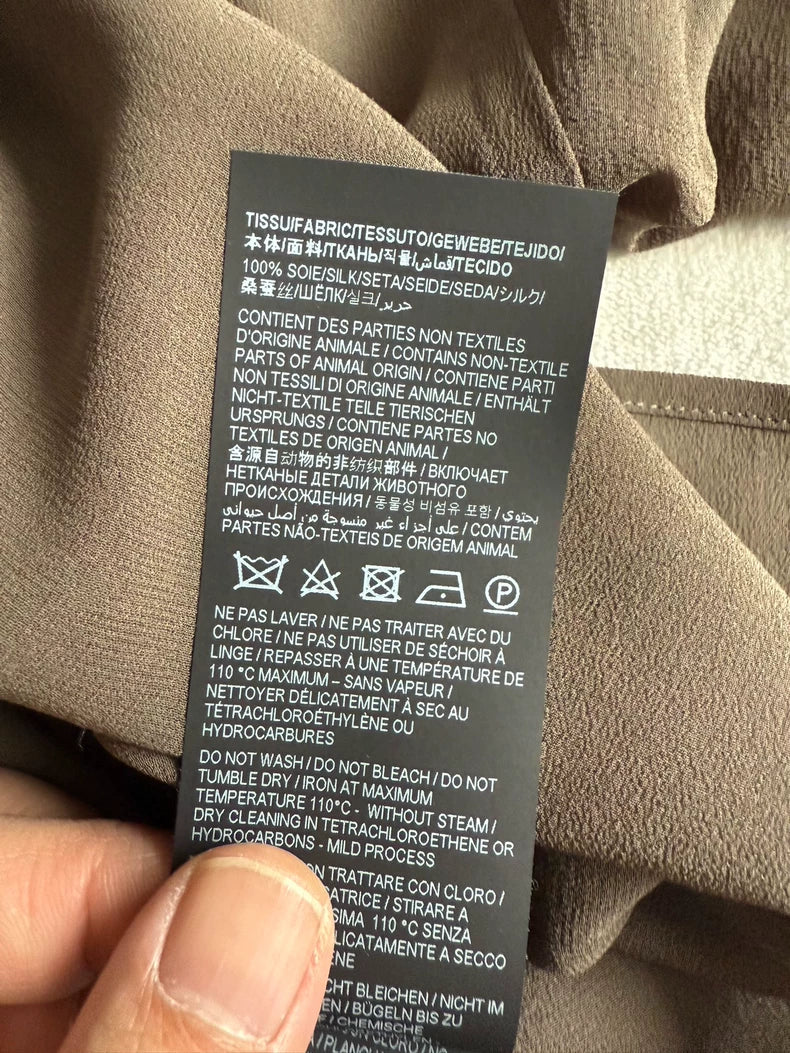 TISSU/FABRIC/TESSUTO/GEWEBE/TEJIDO/
本体/面料/ТКАНЬ/직물/قماش/TECIDO
100% SOIE/SILK/SETA/SEIDE/SEDA/シルク/
桑蚕丝/ШЁЛК/실크/حرير
CONTIENT DES PARTIES NON TEXTILES
D'ORIGINE ANIMALE / CONTAINS NON-TEXTILE
PARTS OF ANIMAL ORIGIN / CONTIENE PARTI
NON TESSILI DI ORIGINE ANIMALE / ENTHÄLT
NICHT-TEXTILE TEILE TIERISCHEN
URSPRUNGS / CONTIENE PARTES NO
TEXTILES DE ORIGEN ANIMAL /
含源自动物的非纺织部件 / ВКЛЮЧАЕТ
НЕТКАНЫЕ ДЕТАЛИ ЖИВОТНОГО
ПРОИСХОЖДЕНИЯ / 동물성 비섬유 포함 / يحتوي
على أجزاء غير منسوجة من أصل حيواني / CONTEM
PARTES NÃO-TEXTEIS DE ORIGEM ANIMAL
P
NE PAS LAVER / NE PAS TRAITER AVEC DU
CHLORE / NE PAS UTILISER DE SÉCHOIR À
LINGE / REPASSER À UNE TEMPÉRATURE DE
110 °C MAXIMUM – SANS VAPEUR /
NETTOYER DÉLICATEMENT À SEC AU
TÉTRACHLOROÉTHYLÈNE OU
HYDROCARBURES
DO NOT WASH / DO NOT BLEACH / DO NOT
TUMBLE DRY / IRON AT MAXIMUM
TEMPERATURE 110°C - WITHOUT STEAM /
DRY CLEANING IN TETRACHLOROETHENE OR
HYDROCARBONS - MILD PROCESS
TRATTARE CON CLORO /
/ STIRARE A
110 °C SENZA
A SECCO
BLEICHEN / NICHT IM
/ BÜGELN BIS ZU
CHEMISCHE